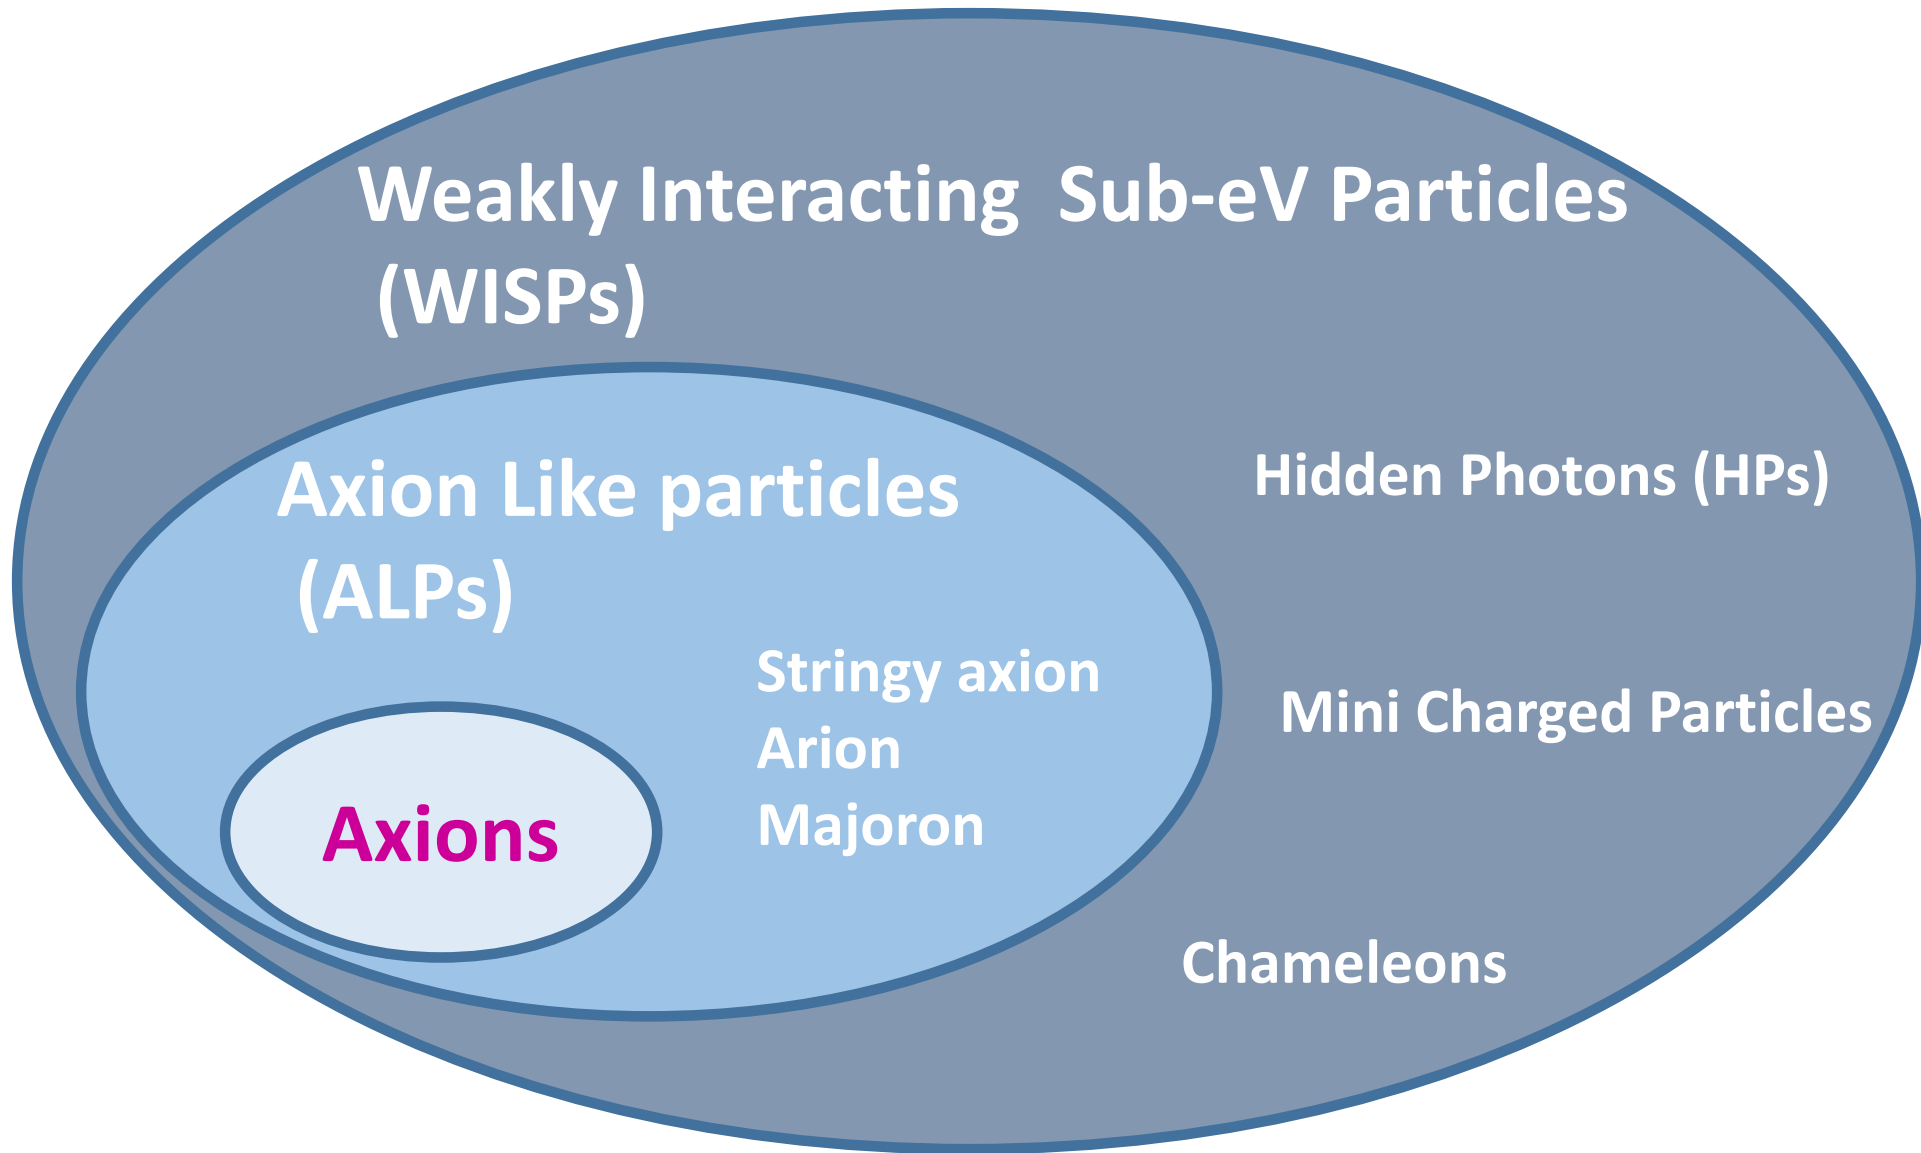 Weakly Interacting  Sub-eV Particles
(WISPs)
Axion Like particles
(ALPs)
Hidden Photons (HPs)
Stringy axion
Arion
Majoron
Mini Charged Particles
Axions
Chameleons